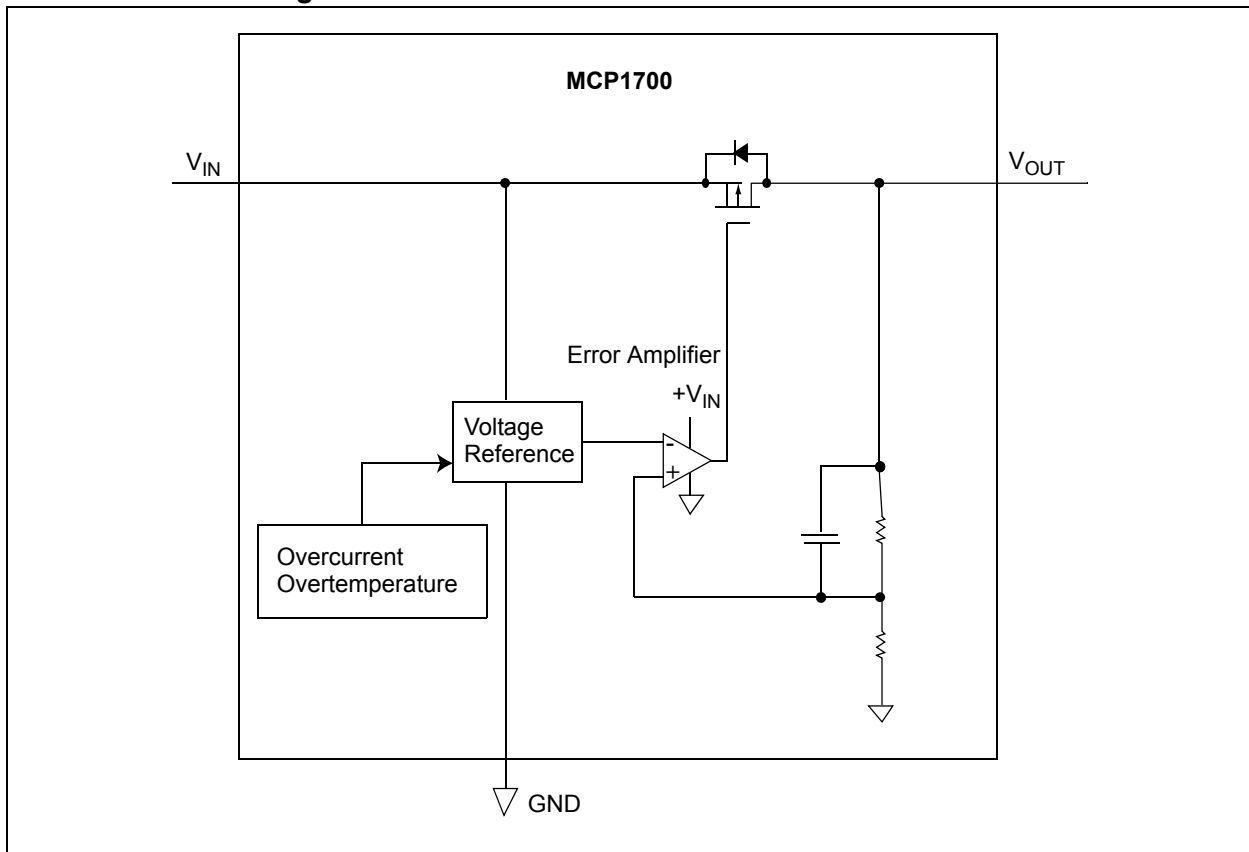 MCP1700
VIN
VOUT
Error Amplifier
+VIN
Voltage
Reference
-
+
Overcurrent
Overtemperature
GND